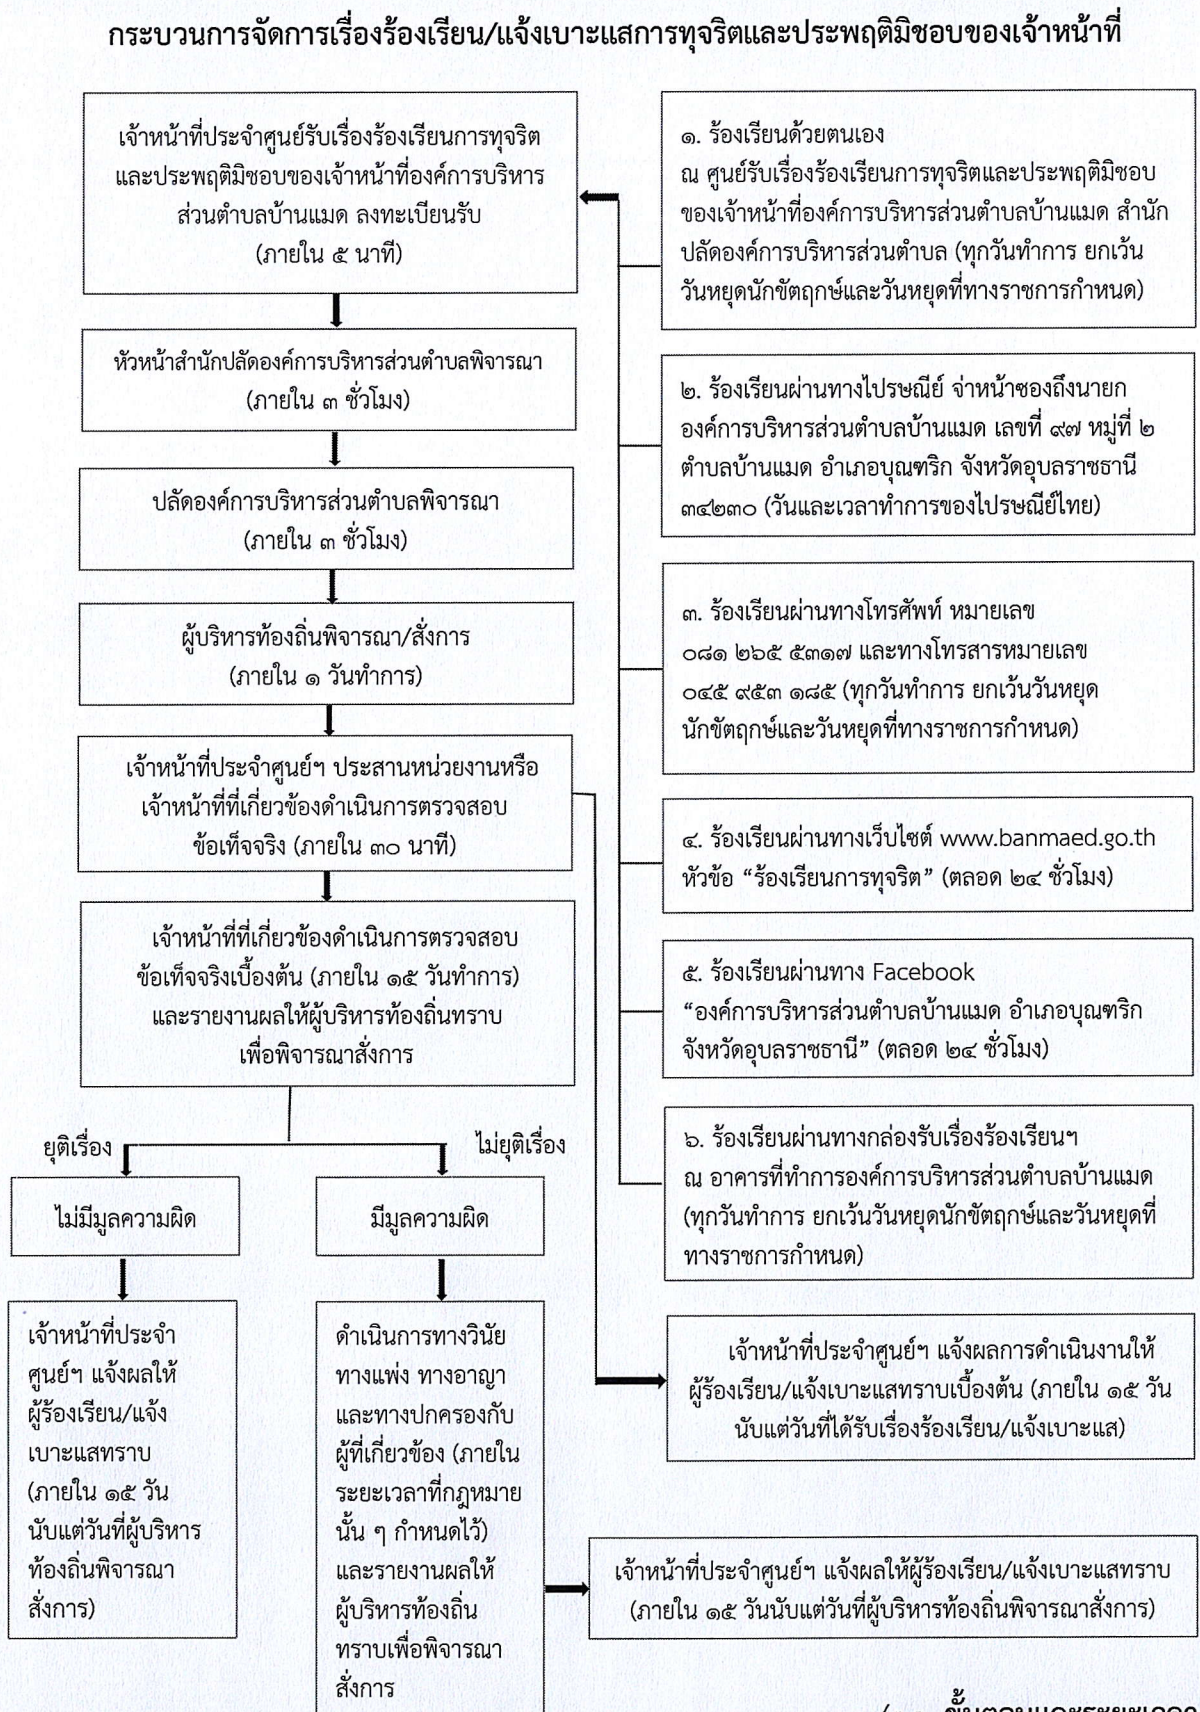 กระบวนการจัดการเรื่องร้องเรียน/แจ้งเบาะแสการทุจริตและประพฤติมิชอบของเจ้าหน้าที่
เจ้าหน้าที่ประจำศูนย์รับเรื่องร้องเรียนการทุจริต
และประพฤติมิชอบของเจ้าหน้าที่องค์การบริหาร
ส่วนตำบลบ้านแมด ลงทะเบียนรับ
(ภายใน ๕ นาที)
หัวหน้าสำนักปลัดองค์การบริหารส่วนตำบลพิจารณา
(ภายใน ๓ ชั่วโมง)
ปลัดองค์การบริหารส่วนตำบลพิจารณา
(ภายใน ๓ ชั่วโมง)
ผู้บริหารท้องถิ่นพิจารณา/สั่งการ
(ภายใน ๑ วันทำการ)
เจ้าหน้าที่ประจำศูนย์ฯ ประสานหน่วยงานหรือ
เจ้าหน้าที่ที่เกี่ยวข้องดำเนินการตรวจสอบ
ข้อเท็จจริง (ภายใน ๓๐ นาที)
เจ้าหน้าที่ที่เกี่ยวข้องดำเนินการตรวจสอบ
ข้อเท็จจริงเบื้องต้น (ภายใน ๑๕ วันทำการ)
และรายงานผลให้ผู้บริหารท้องถิ่นทราบ
เพื่อพิจารณาสั่งการ
ยุติเรื่อง
ไม่ยุติเรื่อง
ไม่มีมูลความผิด
มีมูลความผิด
เจ้าหน้าที่ประจำ
ศูนย์ฯ แจ้งผลให้
ผู้ร้องเรียน/แจ้ง
เบาะแสทราบ
(ภายใน ๑๕ วัน
นับแต่วันที่ผู้บริหาร
ท้องถิ่นพิจารณา
สั่งการ)
ดำเนินการทางวินัย
ทางแพ่ง ทางอาญา
และทางปกครองกับ
ผู้ที่เกี่ยวข้อง (ภายใน
ระยะเวลาที่กฎหมาย
นั้น ๆ กำหนดไว้)
และรายงานผลให้
ผู้บริหารท้องถิ่น
ทราบเพื่อพิจารณา
สั่งการ
๑. ร้องเรียนด้วยตนเอง
ณ ศูนย์รับเรื่องร้องเรียนการทุจริตและประพฤติมิชอบ
ของเจ้าหน้าที่องค์การบริหารส่วนตำบลบ้านแมด สำนัก
ปลัดองค์การบริหารส่วนตำบล (ทุกวันทำการ ยกเว้น
วันหยุดนักขัตฤกษ์และวันหยุดที่ทางราชการกำหนด)
๒. ร้องเรียนผ่านทางไปรษณีย์ จ่าหน้าซองถึงนายก
องค์การบริหารส่วนตำบลบ้านแมด เลขที่ ๙๗ หมู่ที่ ๒
ตำบลบ้านแมด อำเภอบุณฑริก จังหวัดอุบลราชธานี
๓๔๒๓๐ (วันและเวลาทำการของไปรษณีย์ไทย)
๓. ร้องเรียนผ่านทางโทรศัพท์ หมายเลข
๐๘๑ ๒๖๕ ๕๓๑๗ และทางโทรสารหมายเลข
๐๔๕ ๙๕๓ ๑๘๕ (ทุกวันทำการ ยกเว้นวันหยุด
นักขัตฤกษ์และวันหยุดที่ทางราชการกำหนด)
๔. ร้องเรียนผ่านทางเว็บไซต์ www.banmaed.go.th
หัวข้อ “ร้องเรียนการทุจริต” (ตลอด ๒๔ ชั่วโมง)
๕. ร้องเรียนผ่านทาง Facebook
“องค์การบริหารส่วนตำบลบ้านแมด อำเภอบุณฑริก
จังหวัดอุบลราชธานี” (ตลอด ๒๔ ชั่วโมง)
๖. ร้องเรียนผ่านทางกล่องรับเรื่องร้องเรียนฯ
ณ อาคารที่ทำการองค์การบริหารส่วนตำบลบ้านแมด
(ทุกวันทำการ ยกเว้นวันหยุดนักขัตฤกษ์และวันหยุดที่
ทางราชการกำหนด)
เจ้าหน้าที่ประจำศูนย์ฯ แจ้งผลการดำเนินงานให้
ผู้ร้องเรียน/แจ้งเบาะแสทราบเบื้องต้น (ภายใน ๑๕ วัน
นับแต่วันที่ได้รับเรื่องร้องเรียน/แจ้งเบาะแส)
เจ้าหน้าที่ประจำศูนย์ฯ แจ้งผลให้ผู้ร้องเรียน/แจ้งเบาะแสทราบ
(ภายใน ๑๕ วันนับแต่วันที่ผู้บริหารท้องถิ่นพิจารณาสั่งการ)